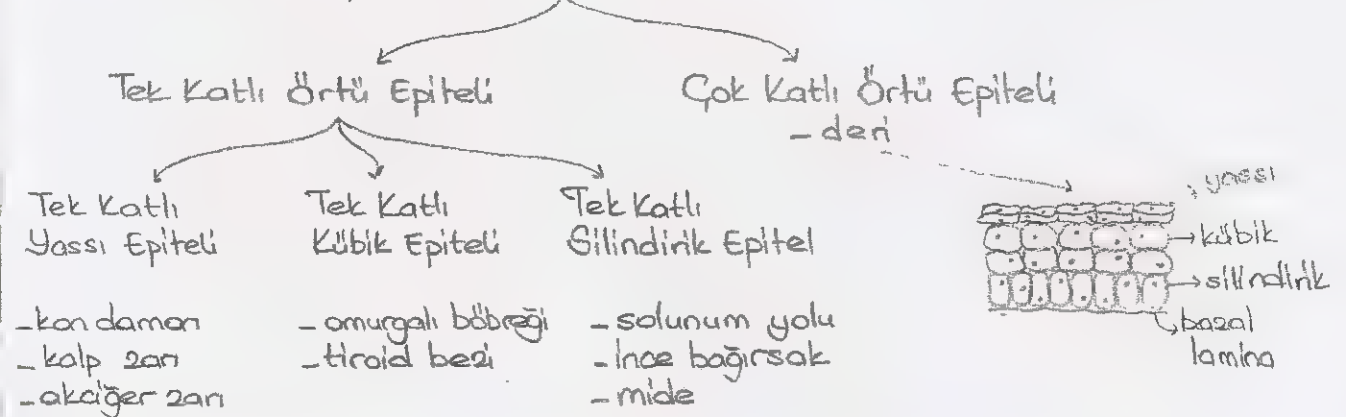 Tek Katlı Örtü Epiteli
Çok Katlı Örtü Epiteli
- deri
Tek Katlı
Yassı Epiteli
- kan damarı
- kalp zarı
- akciğer zarı
Tek Katlı
Kübik Epiteli
- omurgalı böbreği
- tiroid bezi
Tek Katlı
Silindirik Epitel
- solunum yolu
- ince bağırsak
- mide
yassı
kübik
silindirik
bazal
lamina